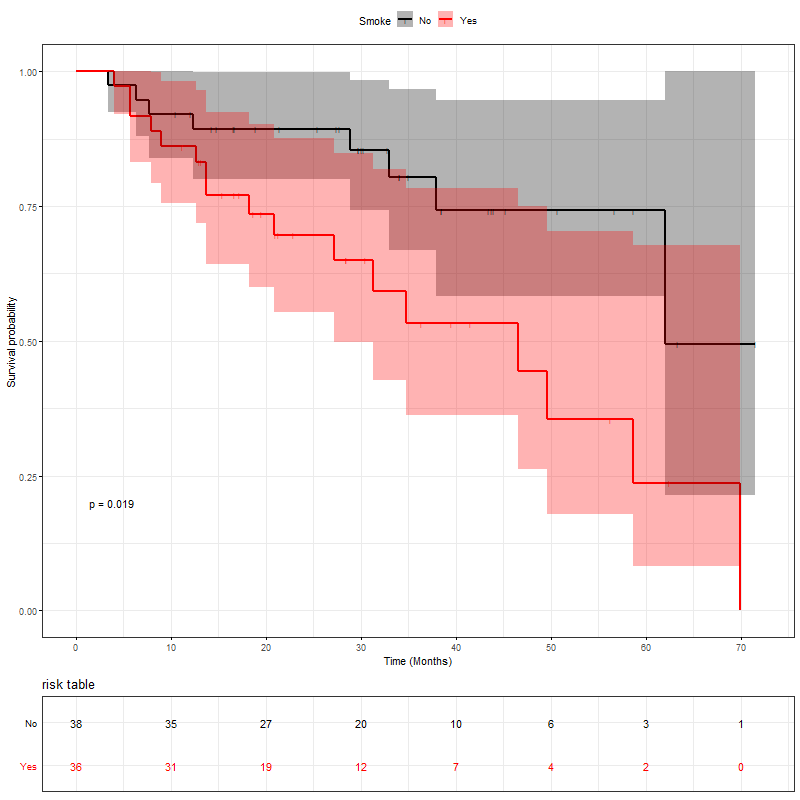 Smoke No Yes
1.00
0.75
0.50
0.25
0.00
Survival probability
p = 0.019
0 10 20 30 40 50 60 70
Time (Months)
risk table
No 38 35 27 20 10 6 3 1
Yes 36 31 19 12 7 4 2 0